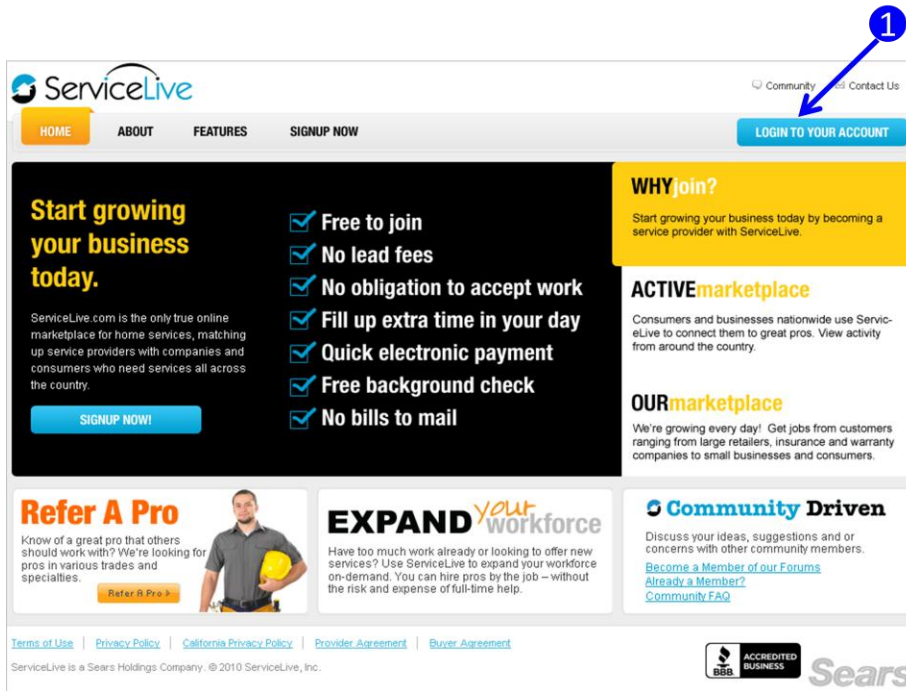 1
ServiceLive
Community Contact Us
HOME ABOUT FEATURES SIGNUP NOW LOGIN TO YOUR ACCOUNT
Start growing
your business
today.
ServiceLive.com is the only true online
marketplace for home services, matching
up service providers with companies and
consumers who need services all across
the country.
SIGNUP NOW!
Free to join
No lead fees
No obligation to accept work
Fill up extra time in your day
Quick electronic payment
Free background check
No bills to mail
WHYjoin?
Start growing your business today by becoming a
service provider with ServiceLive.
ACTIVEmarketplace
Consumers and businesses nationwide use Servic-
eLive to connect them to great pros. View activity
from around the country.
OURmarketplace
We're growing every day! Get jobs from customers
ranging from large retailers, insurance and warranty
companies to small businesses and consumers.
Refer A Pro
Know of a great pro that others
should work with? We're looking for
pros in various trades and
specialties.
Refer A Pro
EXPAND your workforce
Have too much work already or looking to offer new
services? Use ServiceLive to expand your workforce
on-demand. You can hire pros by the job – without
the risk and expense of full-time help.
Community Driven
Discuss your ideas, suggestions and or
concerns with other community members.
Become a Member of our Forums
Already a Member?
Community FAQ
Terms of Use | Privacy Policy | California Privacy Policy | Provider Agreement | Buyer Agreement
ServiceLive is a Sears Holdings Company. © 2010 ServiceLive, Inc.
BBB. ACCREDITED
BUSINESS
Sears